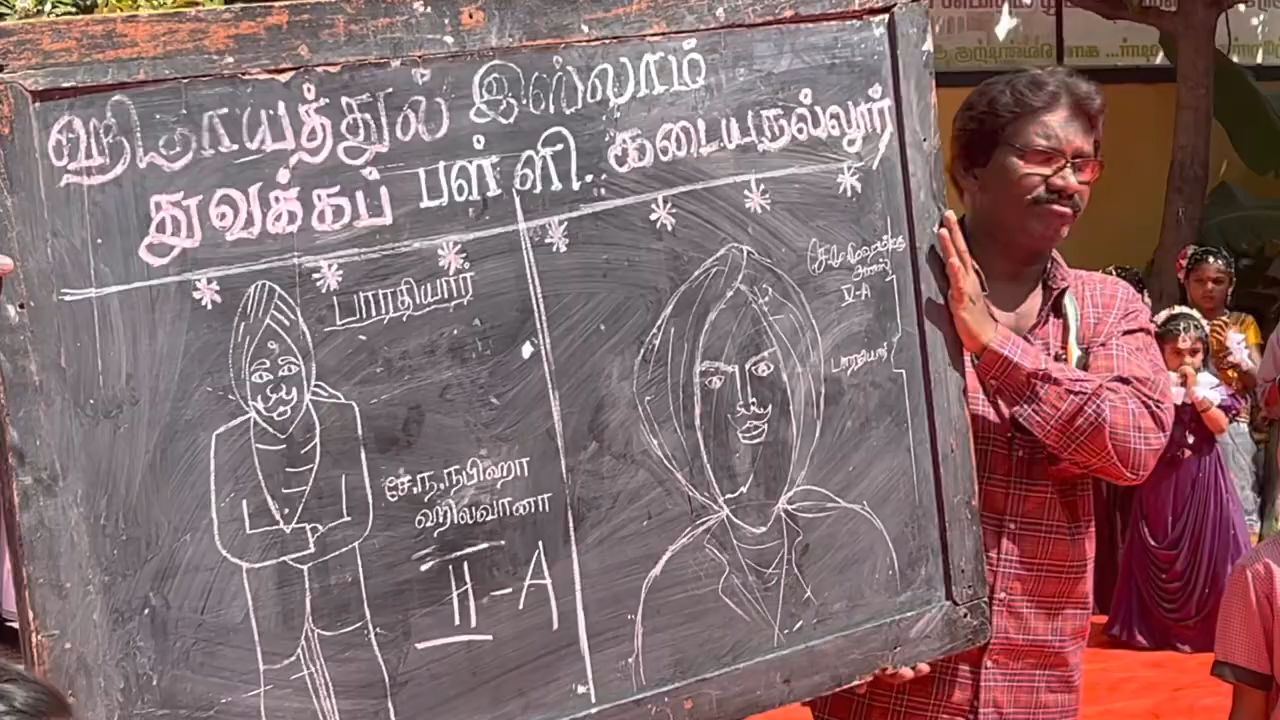 ஹிதாயத்துல் இஸ்லாம்
துவக்கப் பள்ளி. கடையநல்லூர்
பாரதியார்
சே.ந.நபிஹா
ஹிலவானா
II-A
V-A
பாரதியார்